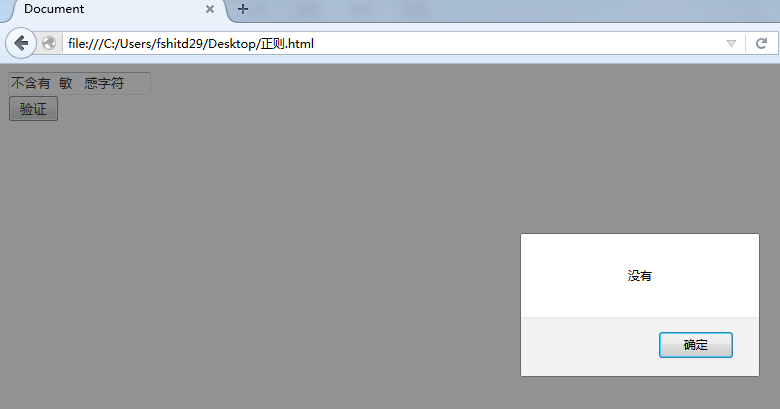 Document
file:///C:/Users/fshitd29/Desktop/正则.html
不含有 敏 感字符
验证
没有
确定